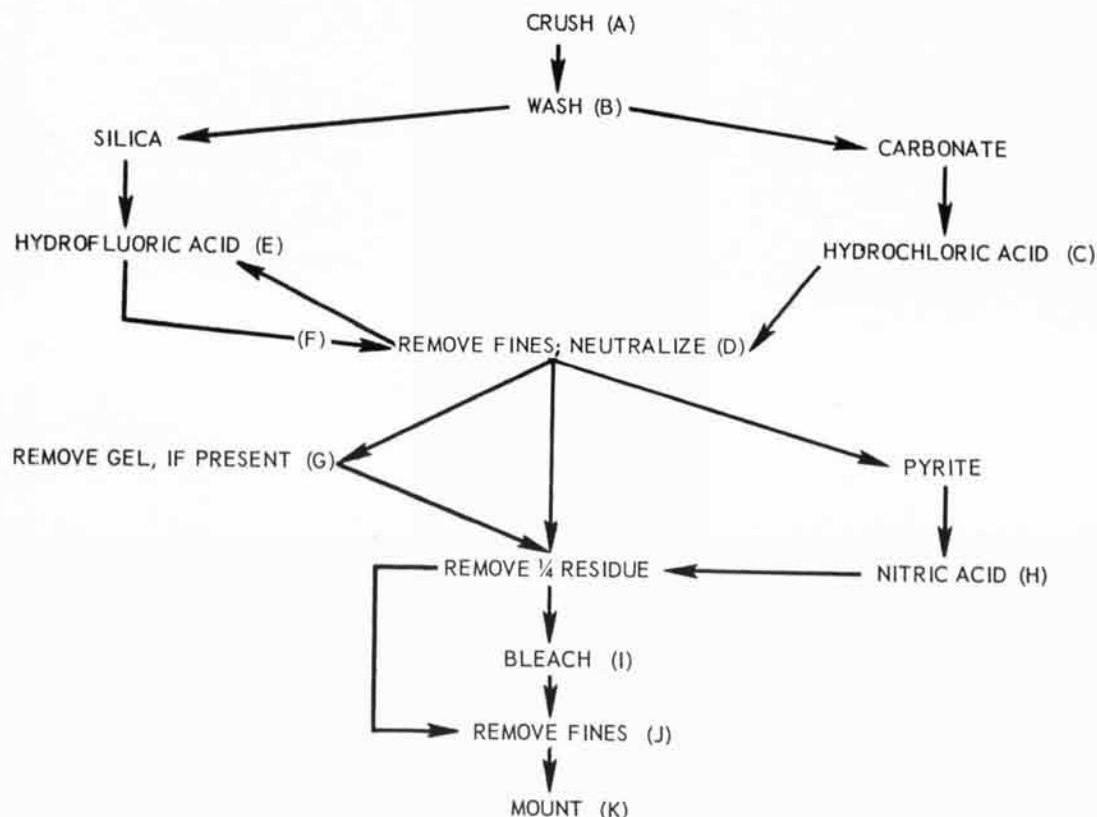 CRUSH (A)
WASH (B)
SILICA
CARBONATE
HYDROFLUORIC ACID (E)
HYDROCHLORIC ACID (C)
(F)
REMOVE FINES; NEUTRALIZE (D)
REMOVE GEL, IF PRESENT (G)
PYRITE
REMOVE ¼ RESIDUE
NITRIC ACID (H)
BLEACH (I)
REMOVE FINES (J)
MOUNT (K)